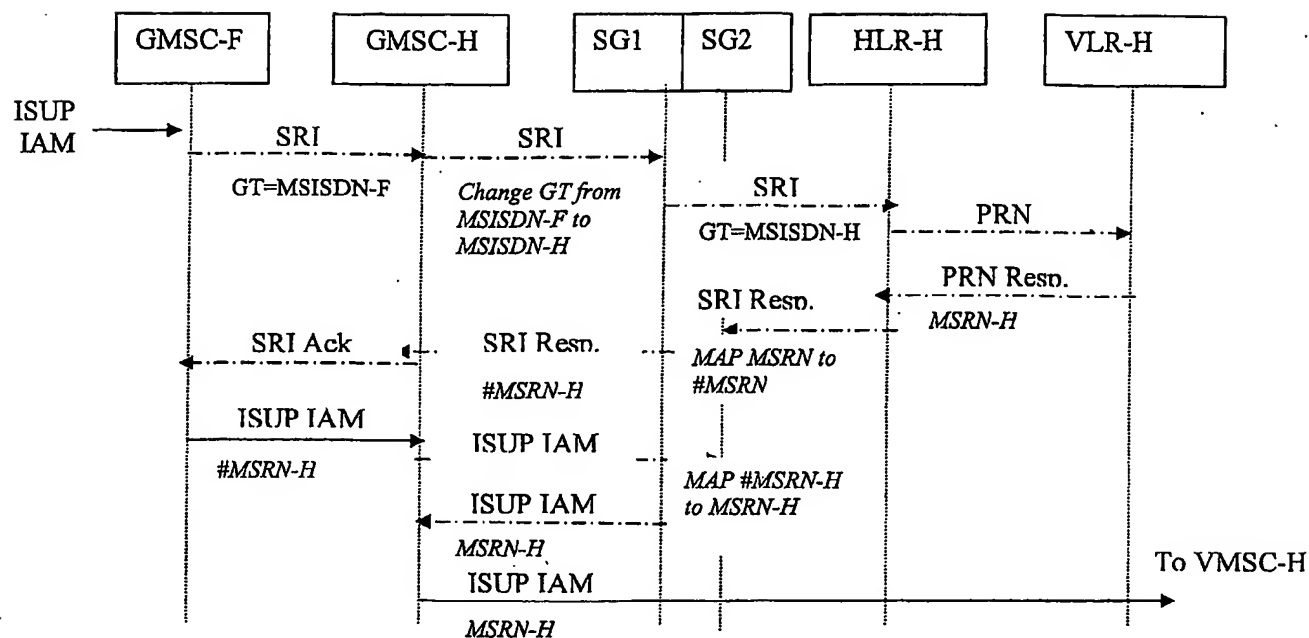 GMSC-F
GMSC-H
SG1
SG2
HLR-H
VLR-H
ISUP
IAM
SRI
SRI
GT=MSISDN-F
Change GT from
MSISDN-F to
MSISDN-H
SRI
GT=MSISDN-H
PRN
PRN Resp.
MSRN-H
SRI Resp.
MAP MSRN to
#MSRN
SRI Resp.
#MSRN-H
SRI Ack
ISUP IAM
#MSRN-H
ISUP IAM
MAP #MSRN-H
to MSRN-H
ISUP IAM
MSRN-H
ISUP IAM
MSRN-H
To VMSC-H